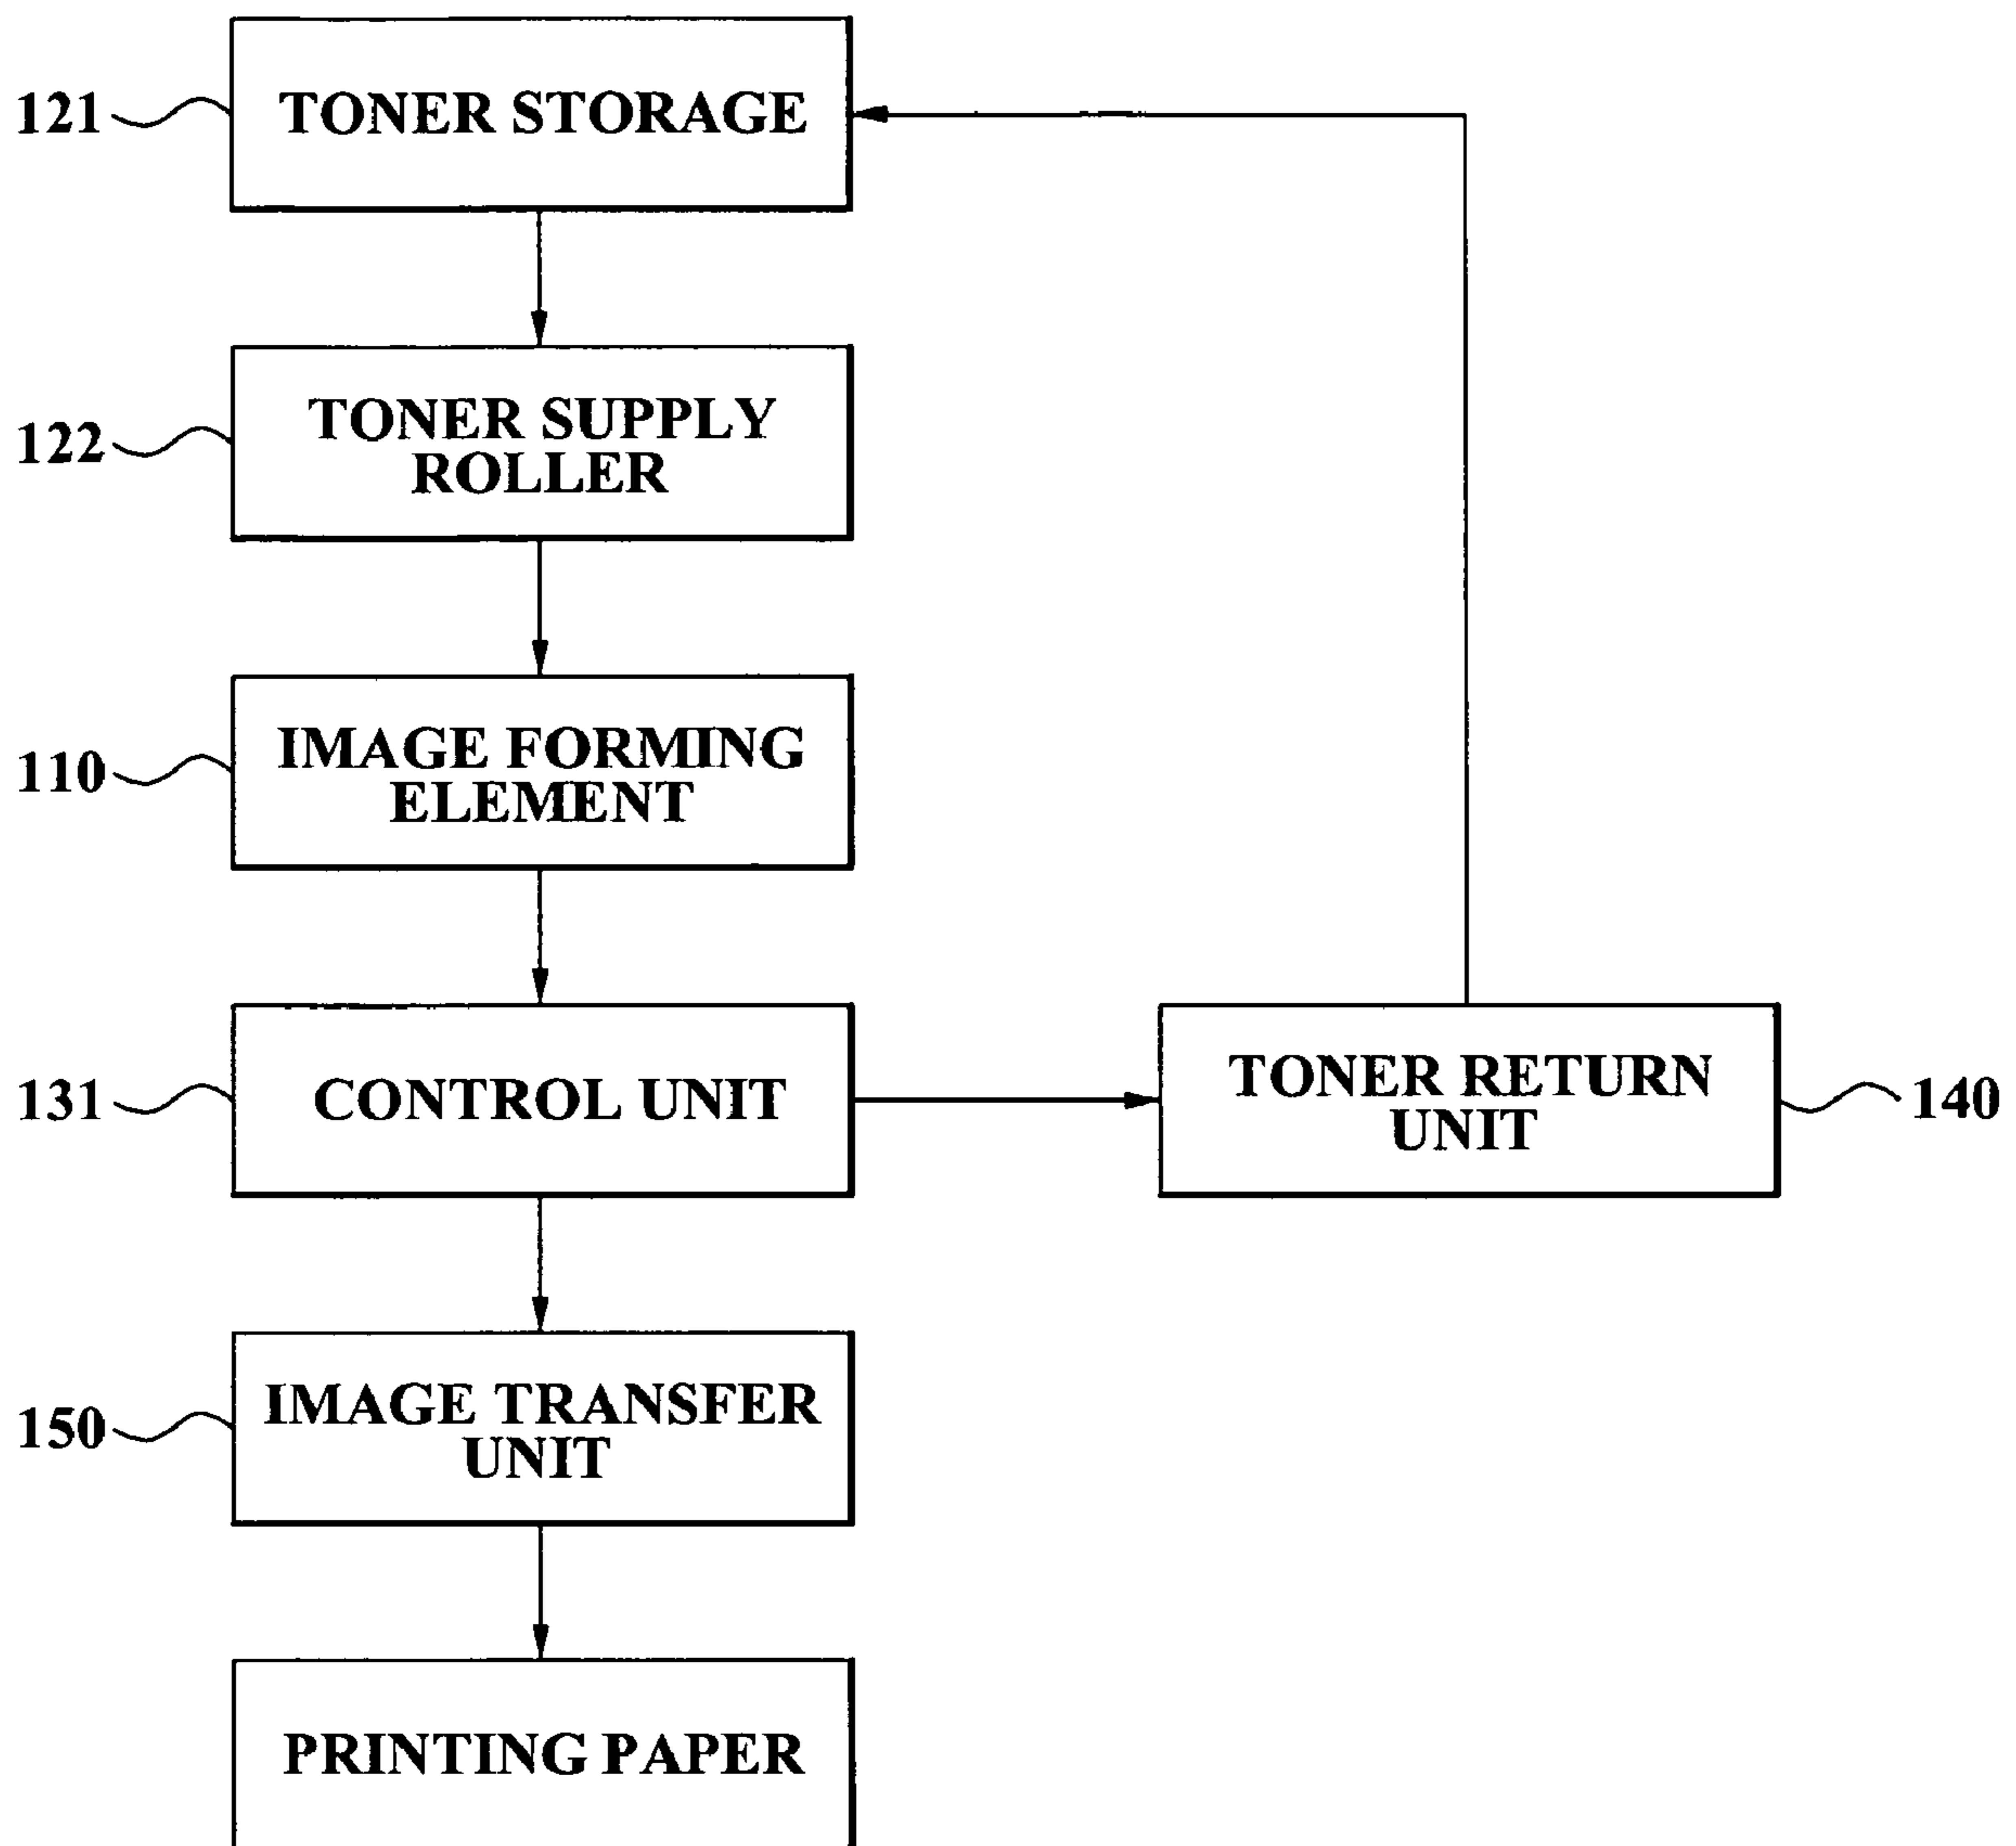 121
TONER STORAGE
122
TONER SUPPLY
ROLLER
110
IMAGE FORMING
ELEMENT
131
CONTROL UNIT
TONER RETURN
UNIT
140
150
IMAGE TRANSFER
UNIT
PRINTING PAPER